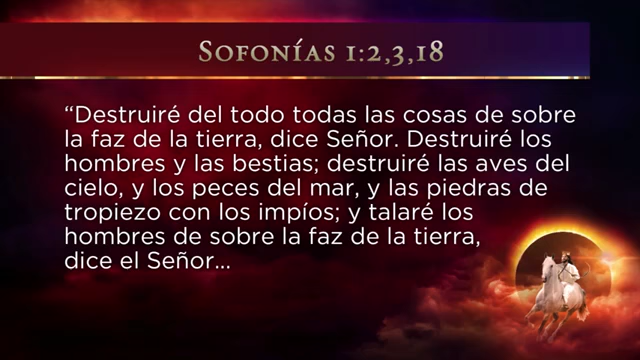 Sofonías 1:2,3,18
“Destruiré del todo todas las cosas de sobre
la faz de la tierra, dice Señor. Destruiré los
hombres y las bestias; destruiré las aves del
cielo, y los peces del mar, y las piedras de
tropiezo con los impíos; y talaré los
hombres de sobre la faz de la tierra,
dice el Señor...